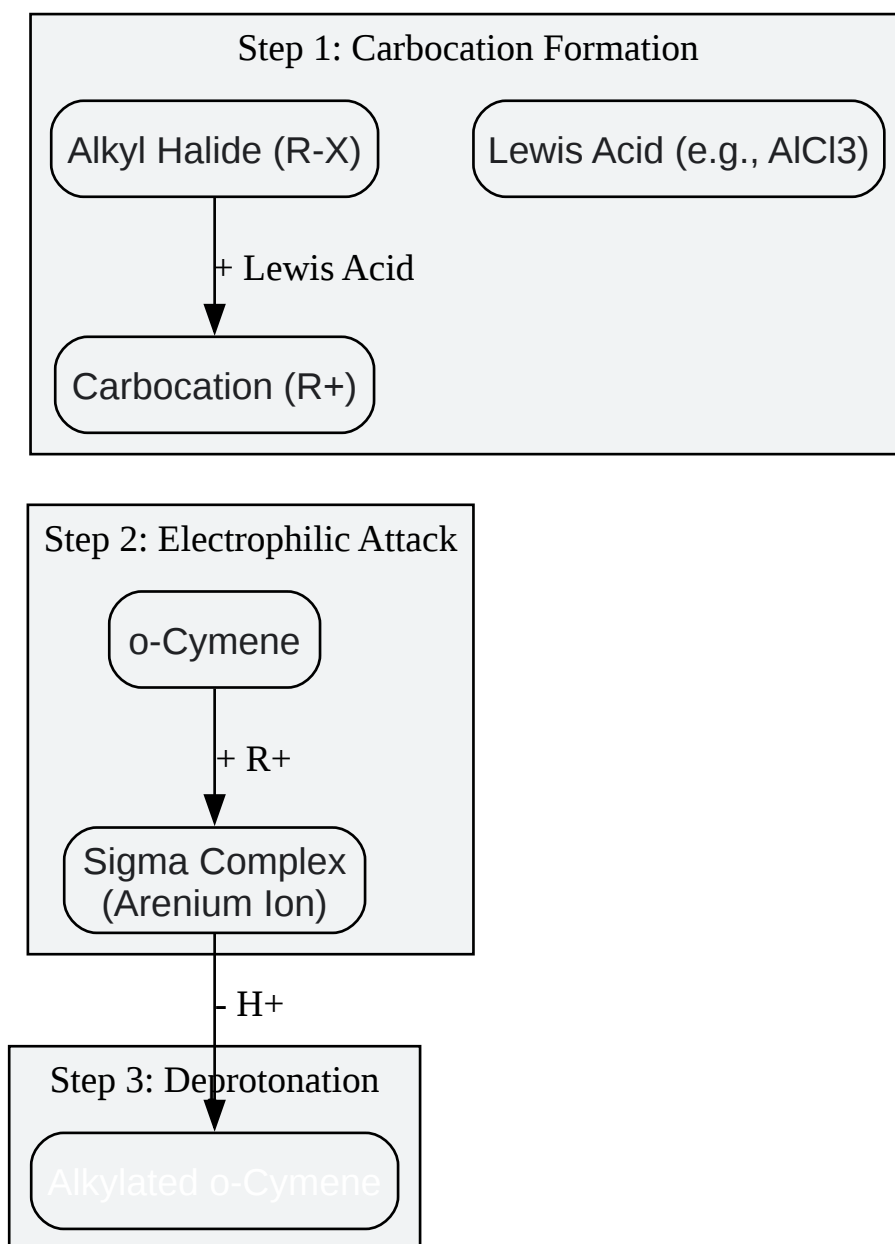 Step 1: Carbocation Formation
Alkyl Halide (R-X)
Lewis Acid (e.g., AlCl3)
+ Lewis Acid
Carbocation (R+)
Step 2: Electrophilic Attack
o-Cymene
+ R+
Sigma Complex
(Arenium Ion)
- H+
Step 3: Deprotonation
Alkylated o-Cymene